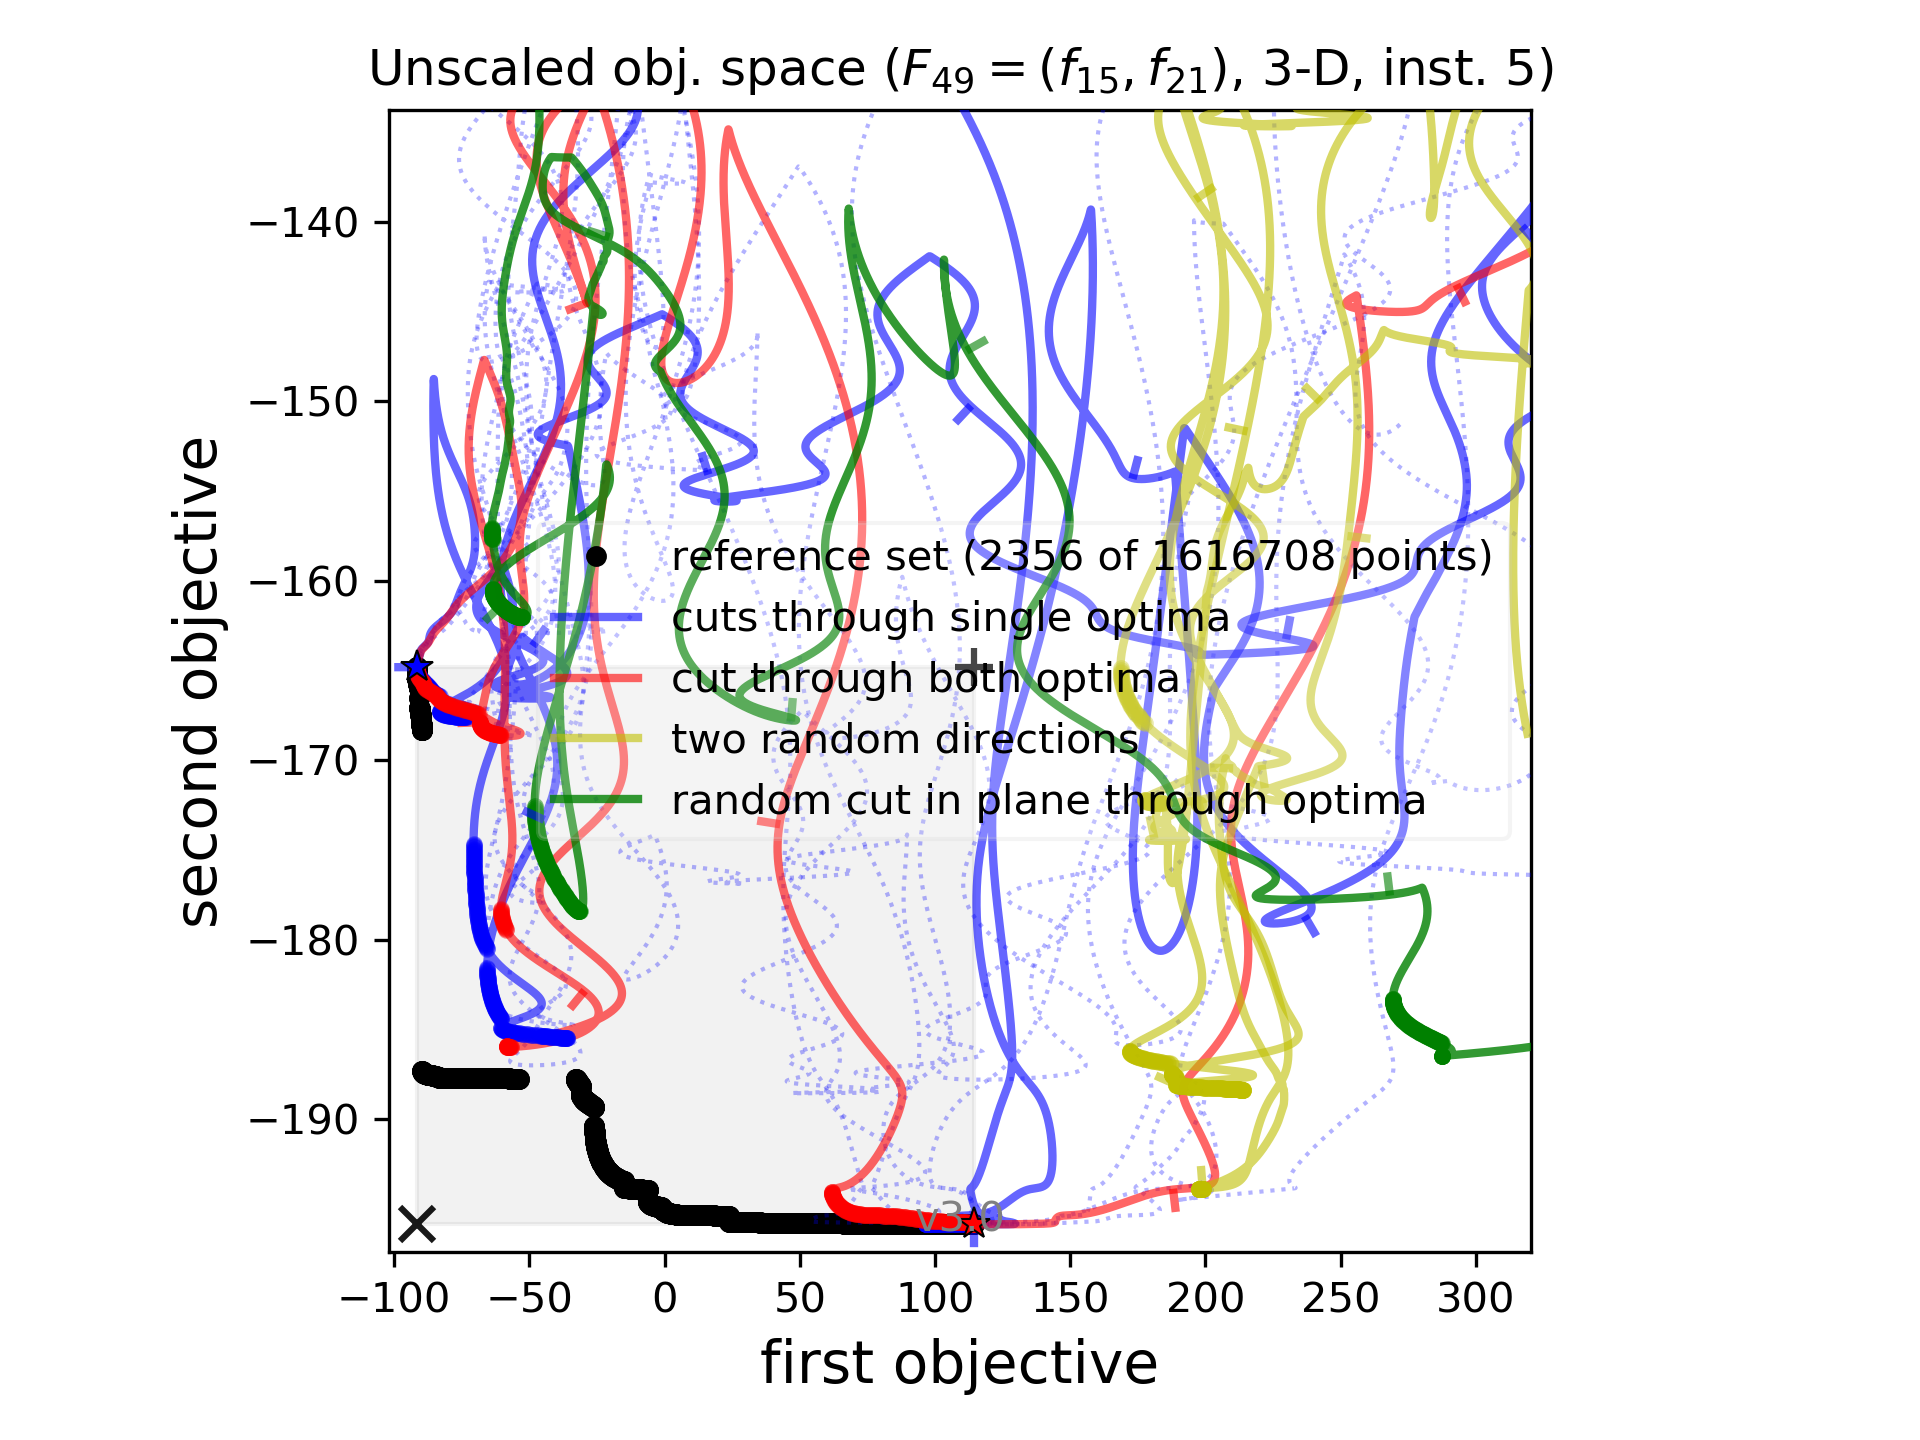 Unscaled obj. space ($F_{49} = (f_{15}, f_{21})$, 3-D, inst. 5)
second objective
−140
−150
−160
−170
−180
−190
reference set (2356 of 1616708 points)
cuts through single optima
cut through both optima
two random directions
random cut in plane through optima
v3.0
−100 −50 0 50 100 150 200 250 300
first objective